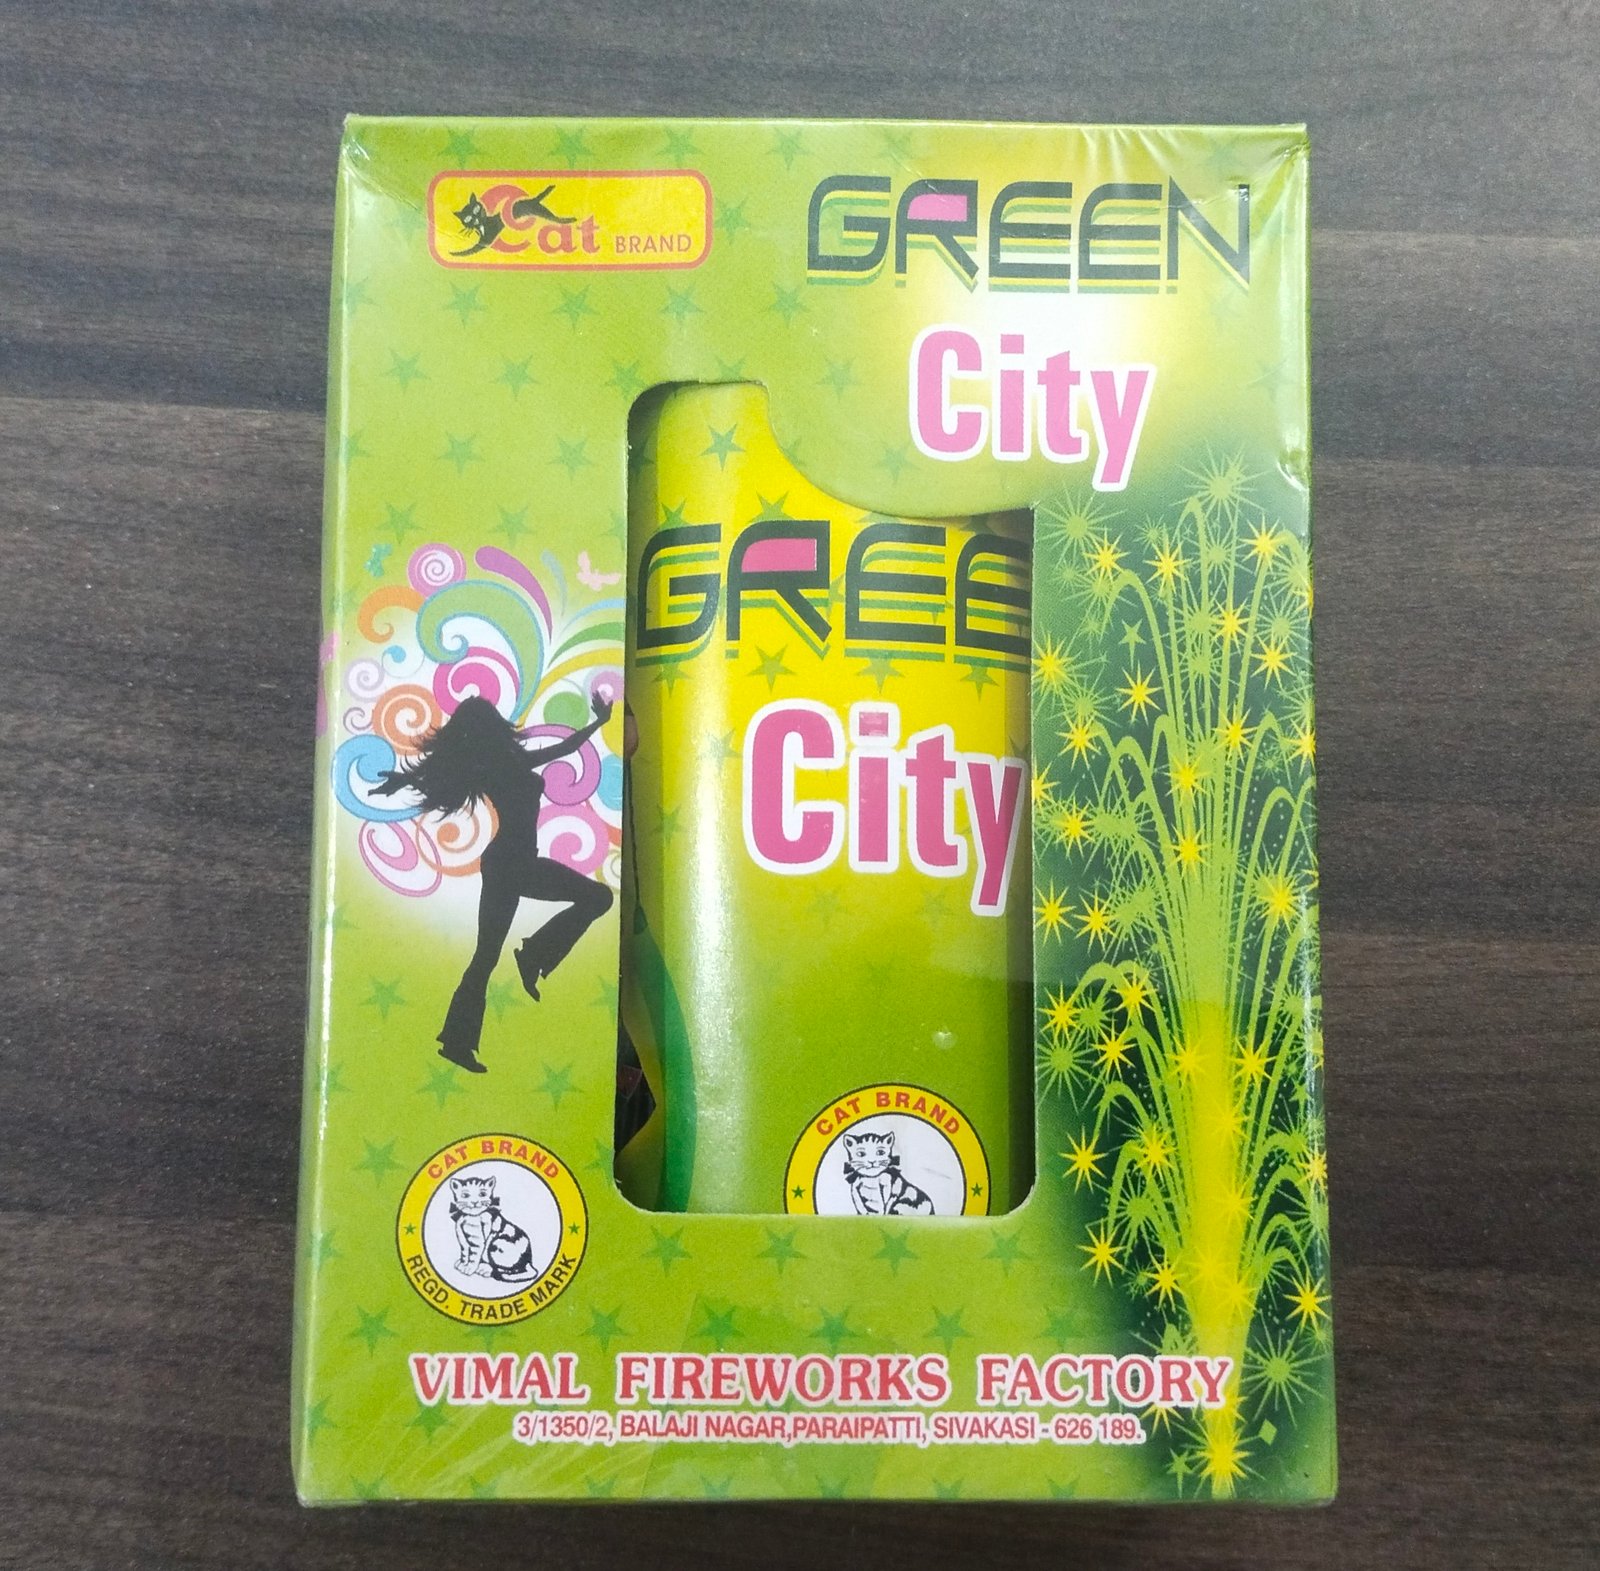 Cat BRAND
GREEN
City
GREE
City
CAT BRAND
CAT BRAND
REGD. TRADE MARK
VIMAL FIREWORKS FACTORY
3/1350/2, BALAJI NAGAR,PARAIPATTI, SIVAKASI - 626 189.